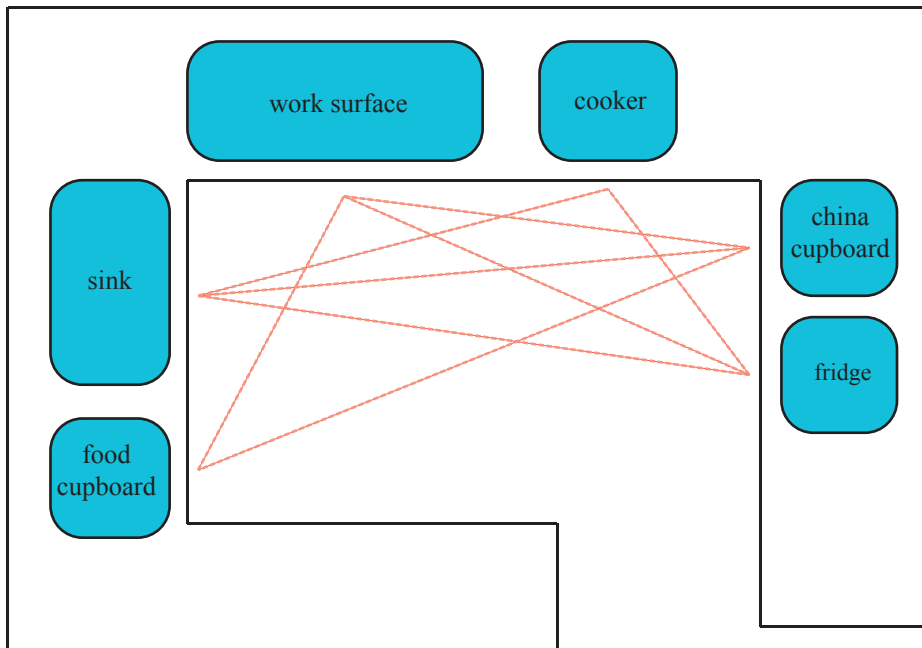 work surface
cooker
sink
china
cupboard
fridge
food
cupboard